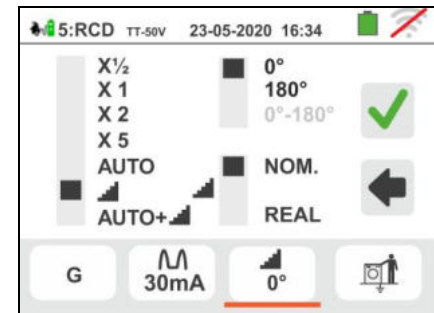 5:RCD TT-50V 23-05-2020 16:34
X½ 0°
X 1 180°
X 2 0°-180°
X 5
AUTO NOM.
AUTO+ REAL
G 30mA 0°